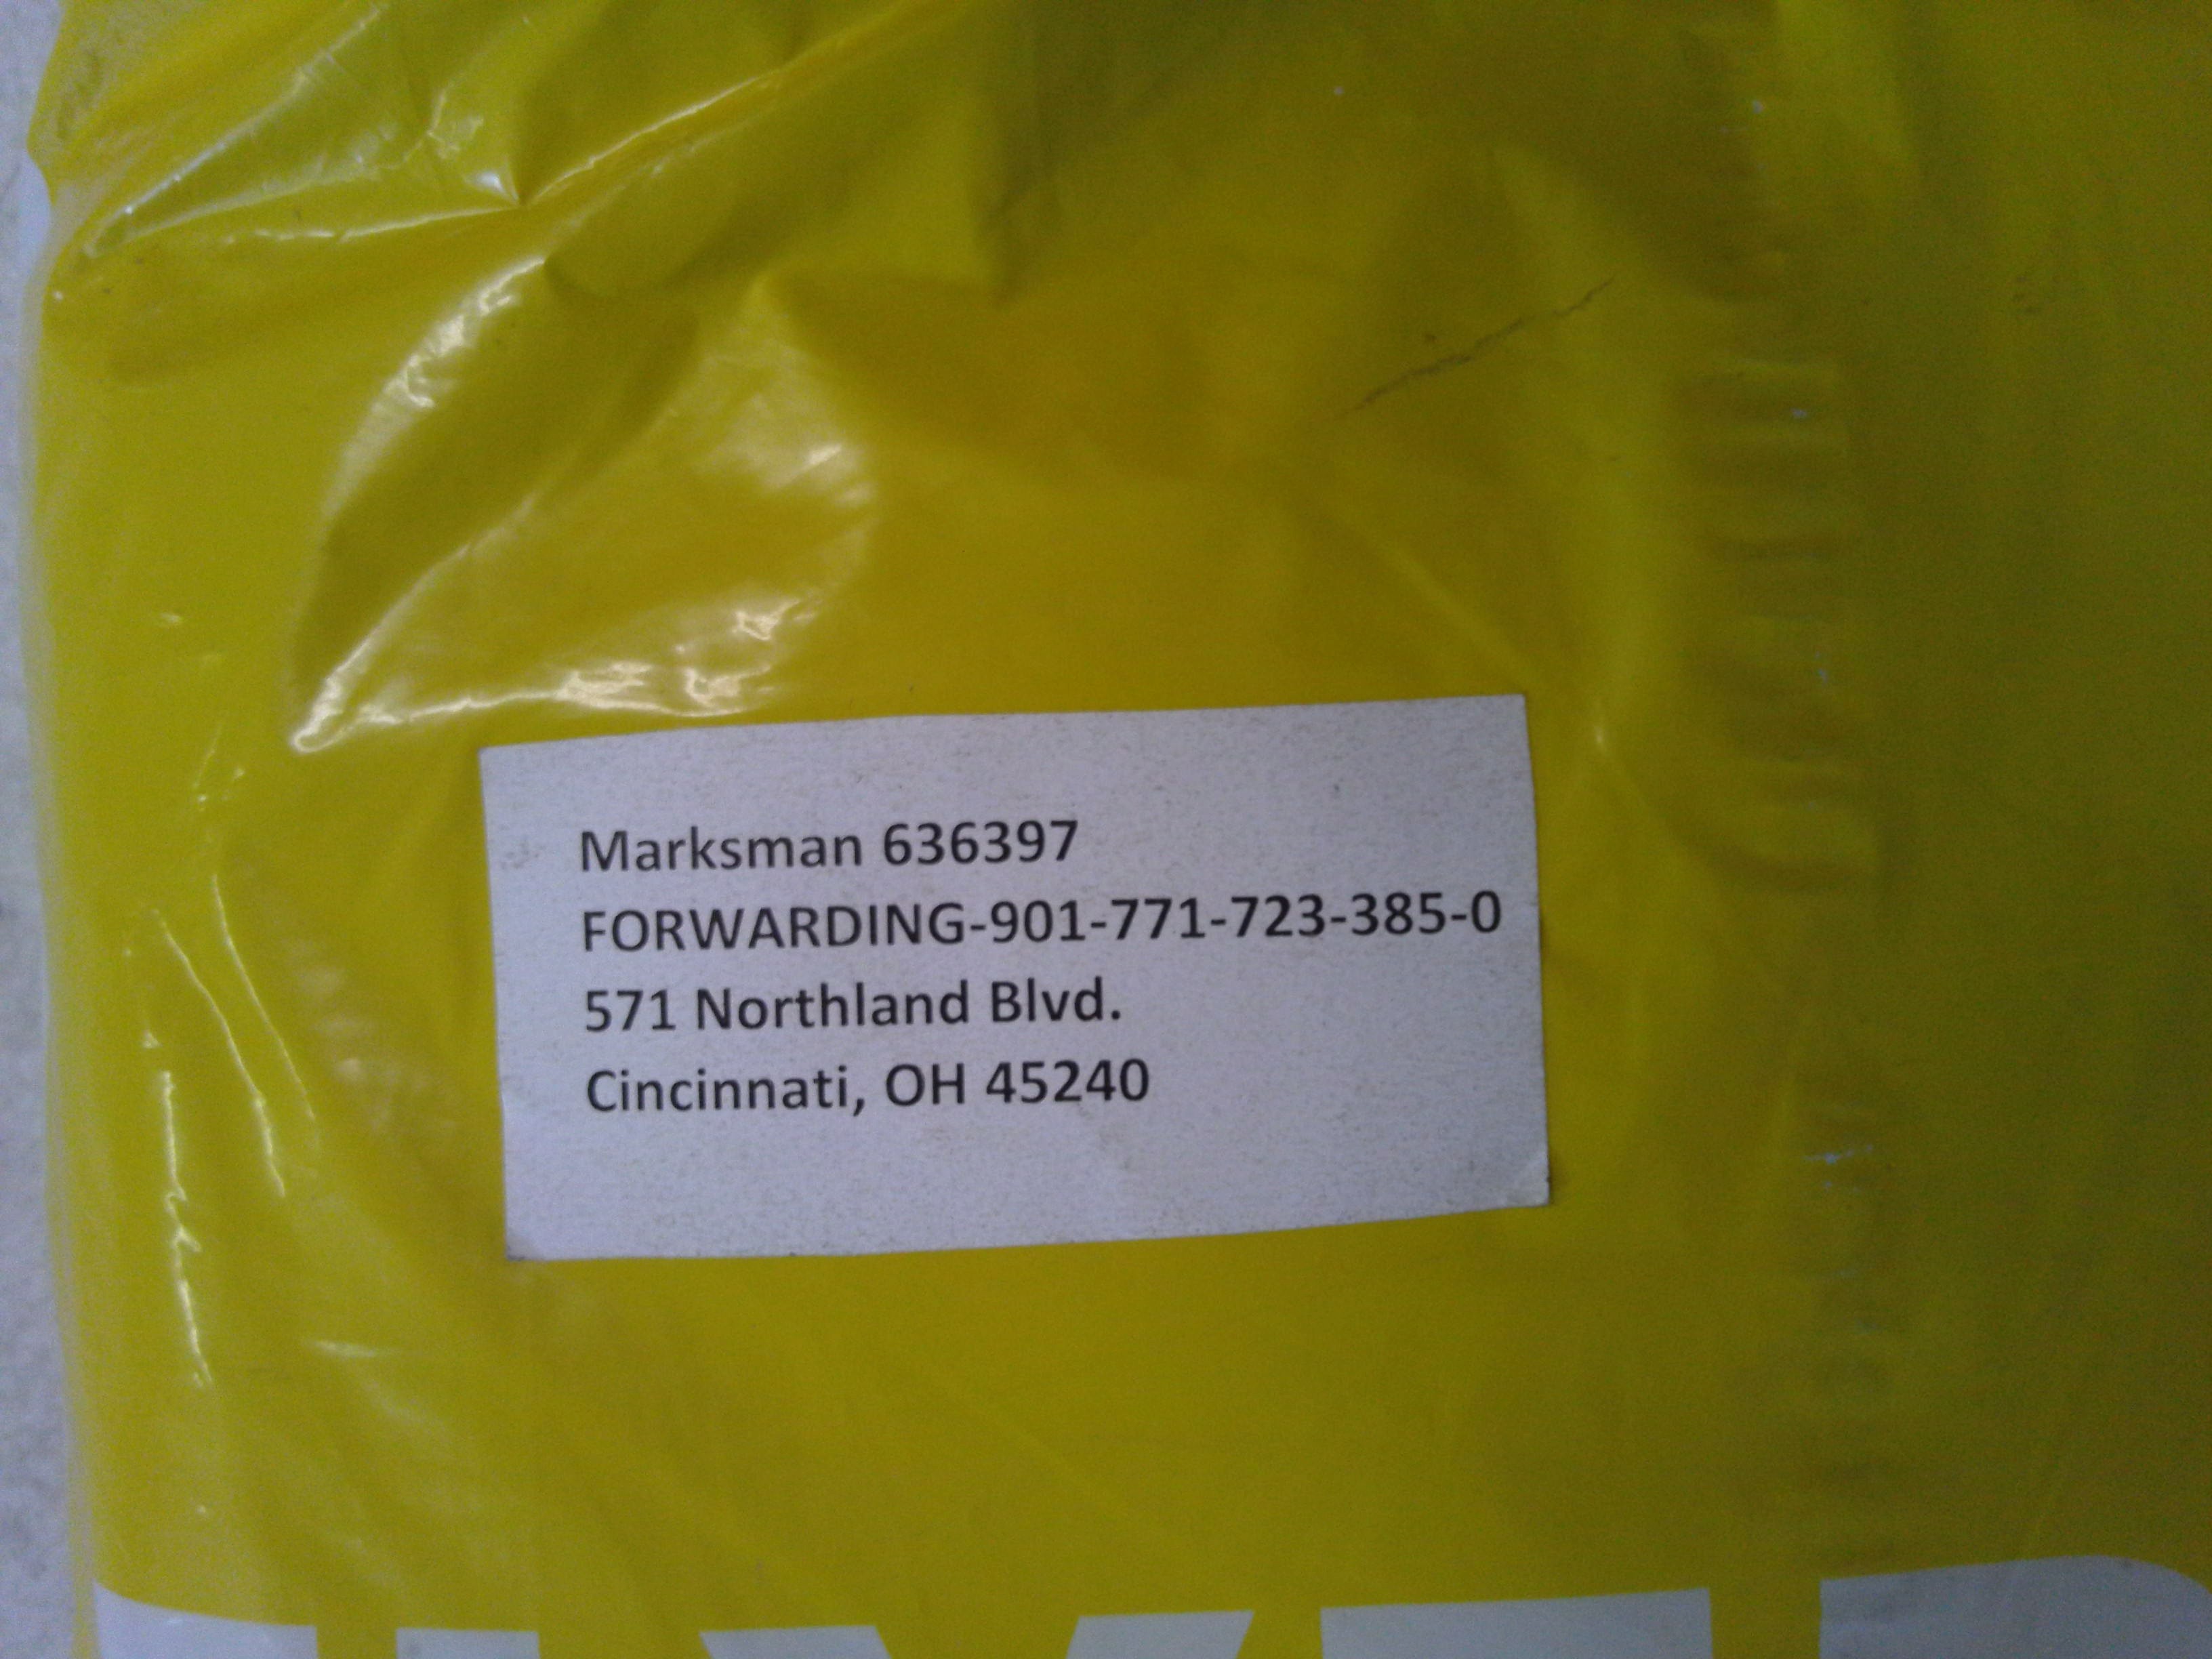 Marksman 636397
FORWARDING-901-771-723-385-0
571 Northland Blvd.
Cincinnati, OH 45240